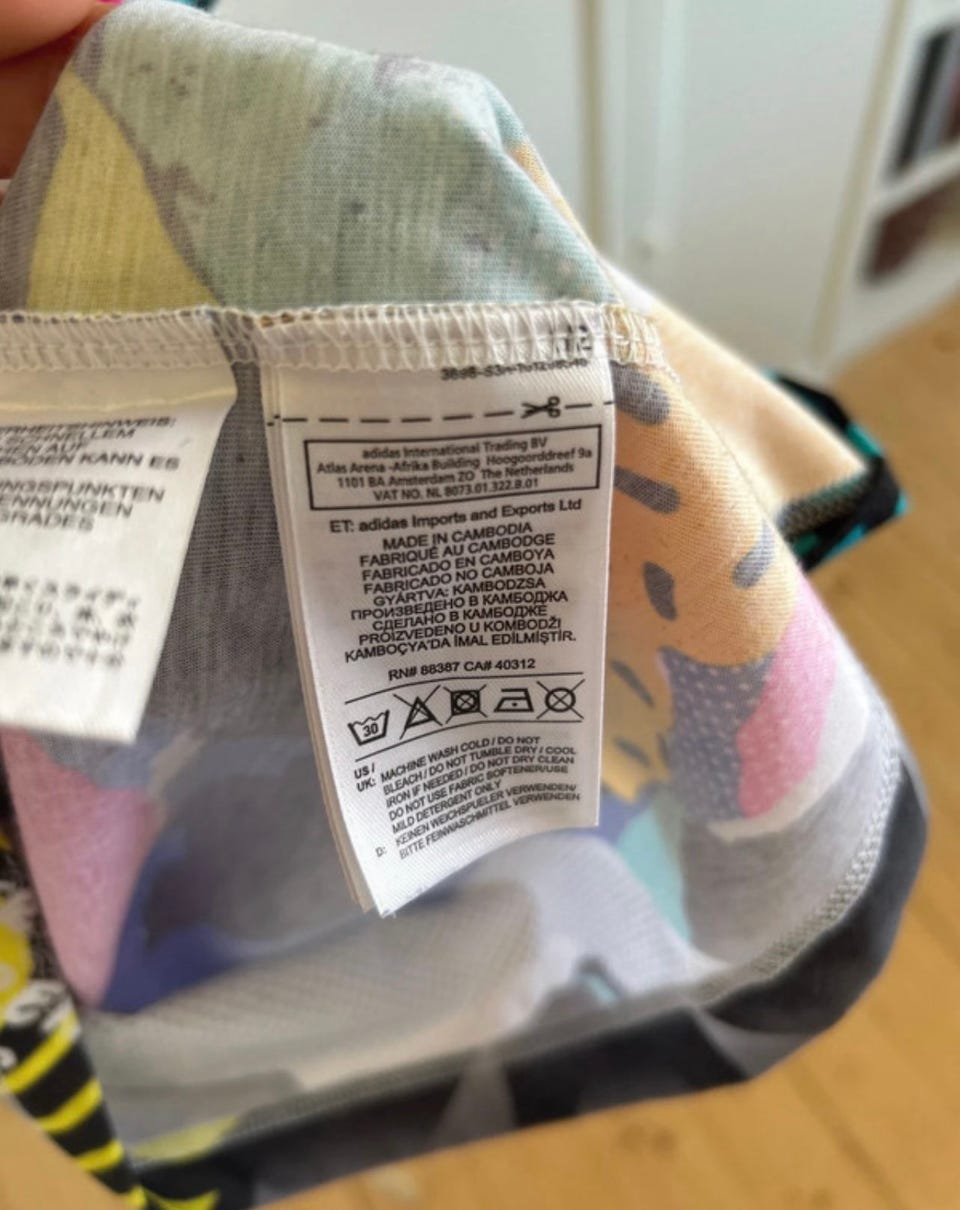 SCHNELLEM
BODEN KANN ES
adidas International Trading BV
Atlas Arena -Afrika Building Hoogoorddreef 9a
1101 BA Amsterdam ZO The Netherlands
VAT NO. NL 8073.01.322.B.01
ET: adidas Imports and Exports Ltd
MADE IN CAMBODIA
FABRIQUÉ AU CAMBODGE
FABRICADO EN CAMBOYA
FABRICADO NO CAMBOJA
GYÁRTVA: KAMBODZSA
ПРОИЗВЕДЕНО В КАМБОДЖА
СДЕЛАНО В КАМБОДЖЕ
PROIZVEDENO U KOMBODŽI
KAMBOÇYA'DA İMAL EDİLMİŞTİR.
RN# 88387 CA# 40312
30
US / UK: MACHINE WASH COLD / DO NOT
BLEACH / DO NOT TUMBLE DRY / COOL
IRON IF NEEDED / DO NOT DRY CLEAN
DO NOT USE FABRIC SOFTENER/USE
MILD DETERGENT ONLY
D: KEINEN WEICHSPUELER VERWENDEN/
BITTE FEINWASCHMITTEL VERWENDEN